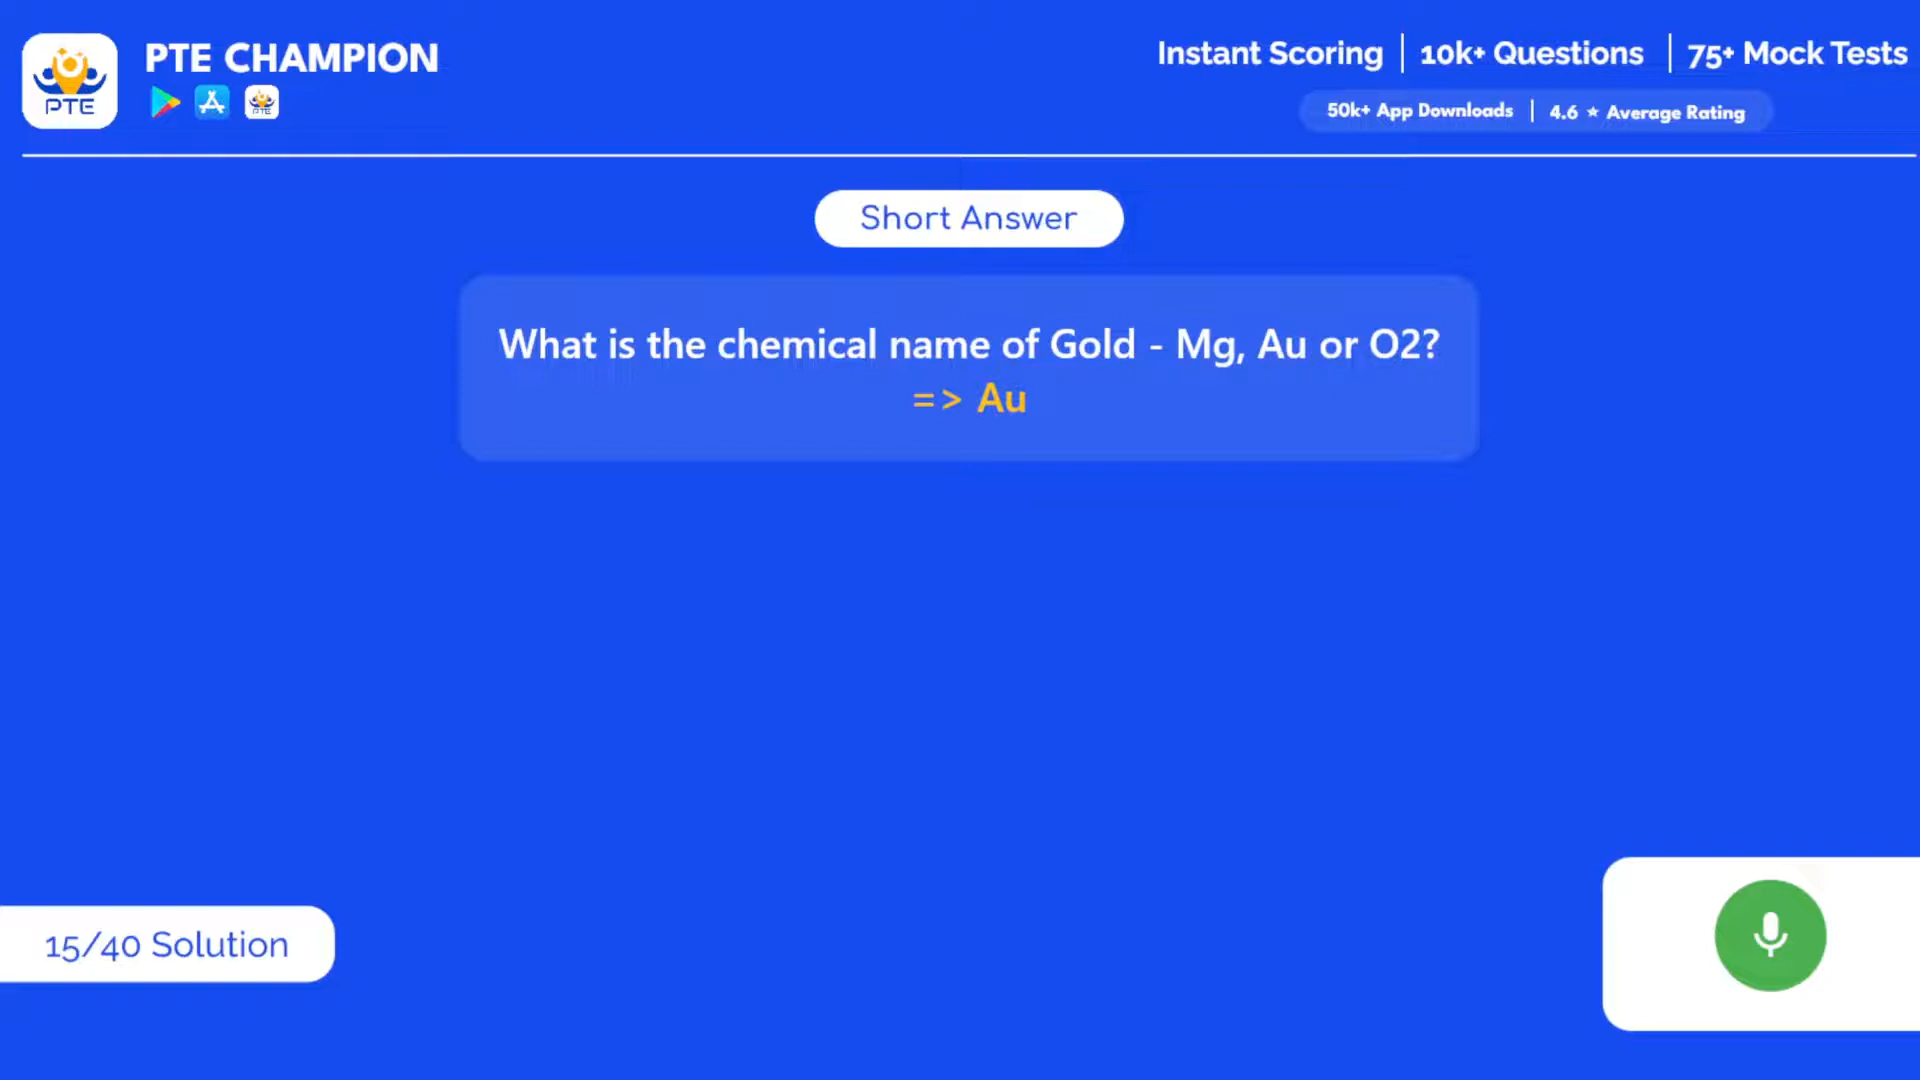 PTE
PTE CHAMPION
PTE
Instant Scoring | 10k+ Questions | 75+ Mock Tests
50k+ App Downloads | 4.6 ★ Average Rating
Short Answer
What is the chemical name of Gold - Mg, Au or O2?
=> Au
15/40 Solution